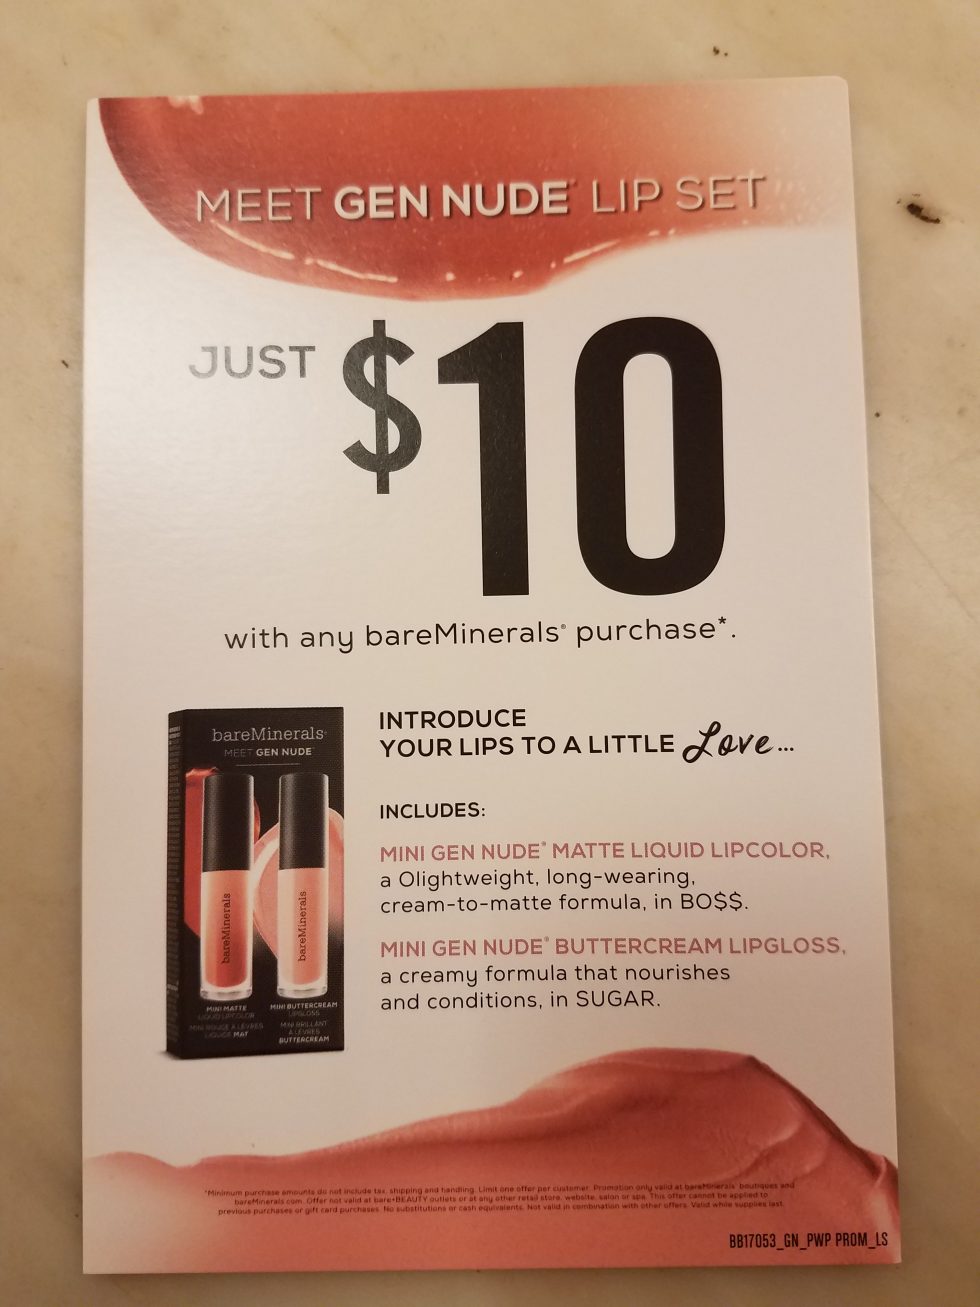 MEET GEN NUDE® LIP SET
JUST $10
with any bareMinerals® purchase*.
INTRODUCE
YOUR LIPS TO A LITTLE Love...
INCLUDES:
MINI GEN NUDE® MATTE LIQUID LIPCOLOR,
a Olightweight, long-wearing,
cream-to-matte formula, in BO$$.
MINI GEN NUDE® BUTTERCREAM LIPGLOSS,
a creamy formula that nourishes
and conditions, in SUGAR.
bareMinerals®
MEET GEN NUDE™
bareMinerals
bareMinerals
MINI MATTE
LIQUID LIPCOLOR
MINI ROUGE À LÈVRES
LIQUIDE MAT
MINI BUTTERCREAM
LIPGLOSS
MINI BRILLANT
À LÈVRES
BUTTERCREAM
*Minimum purchase amounts do not include tax, shipping and handling. Limit one offer per customer. Promotion only valid at bareMinerals® boutiques and
bareMinerals.com. Offer not valid at bare+BEAUTY outlets or at any other retail store, website, salon or spa. This offer cannot be applied to
previous purchases or gift card purchases. No substitutions or cash equivalents. Not valid in combination with other offers. Valid while supplies last.
BB17053_GN_PWP PROM_LS